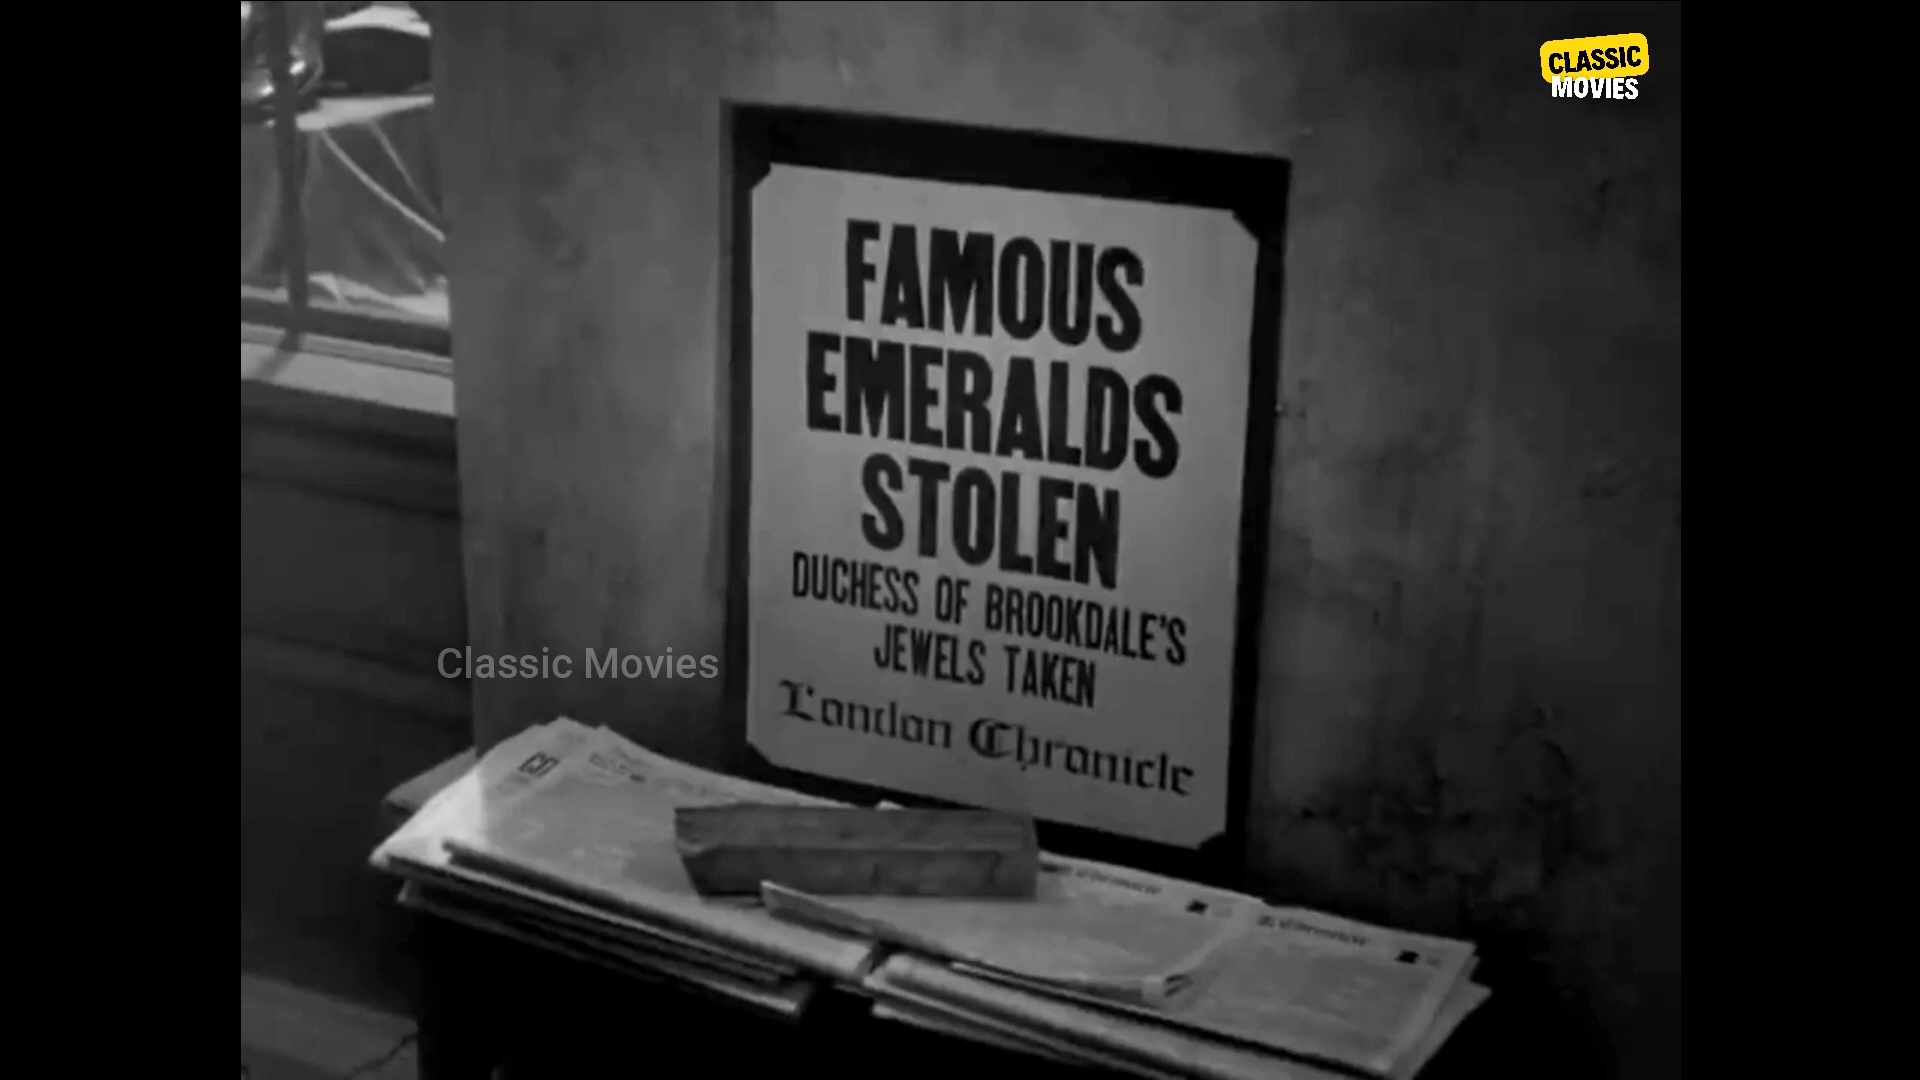 CLASSIC
MOVIES
FAMOUS
EMERALDS
STOLEN
DUCHESS OF BROOKDALE'S
JEWELS TAKEN
London Chronicle
Classic Movies